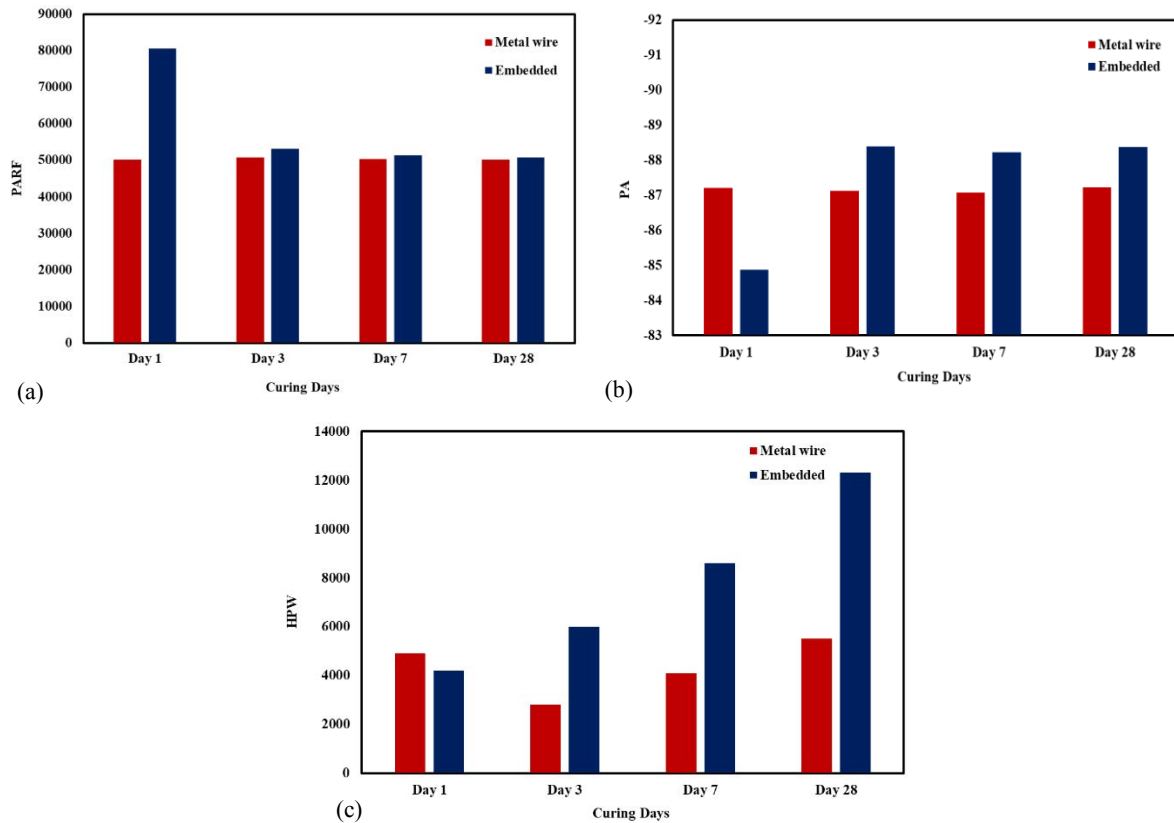 90000
80000
70000
60000
50000
40000
30000
20000
10000
0
PARF
Metal wire
Embedded
Day 1 Day 3 Day 7 Day 28
Curing Days
(a)
-92
-91
-90
-89
-88
-87
-86
-85
-84
-83
PA
Metal wire
Embedded
Day 1 Day 3 Day 7 Day 28
Curing Days
(b)
14000
12000
10000
8000
6000
4000
2000
0
HPW
Metal wire
Embedded
Day 1 Day 3 Day 7 Day 28
Curing Days
(c)